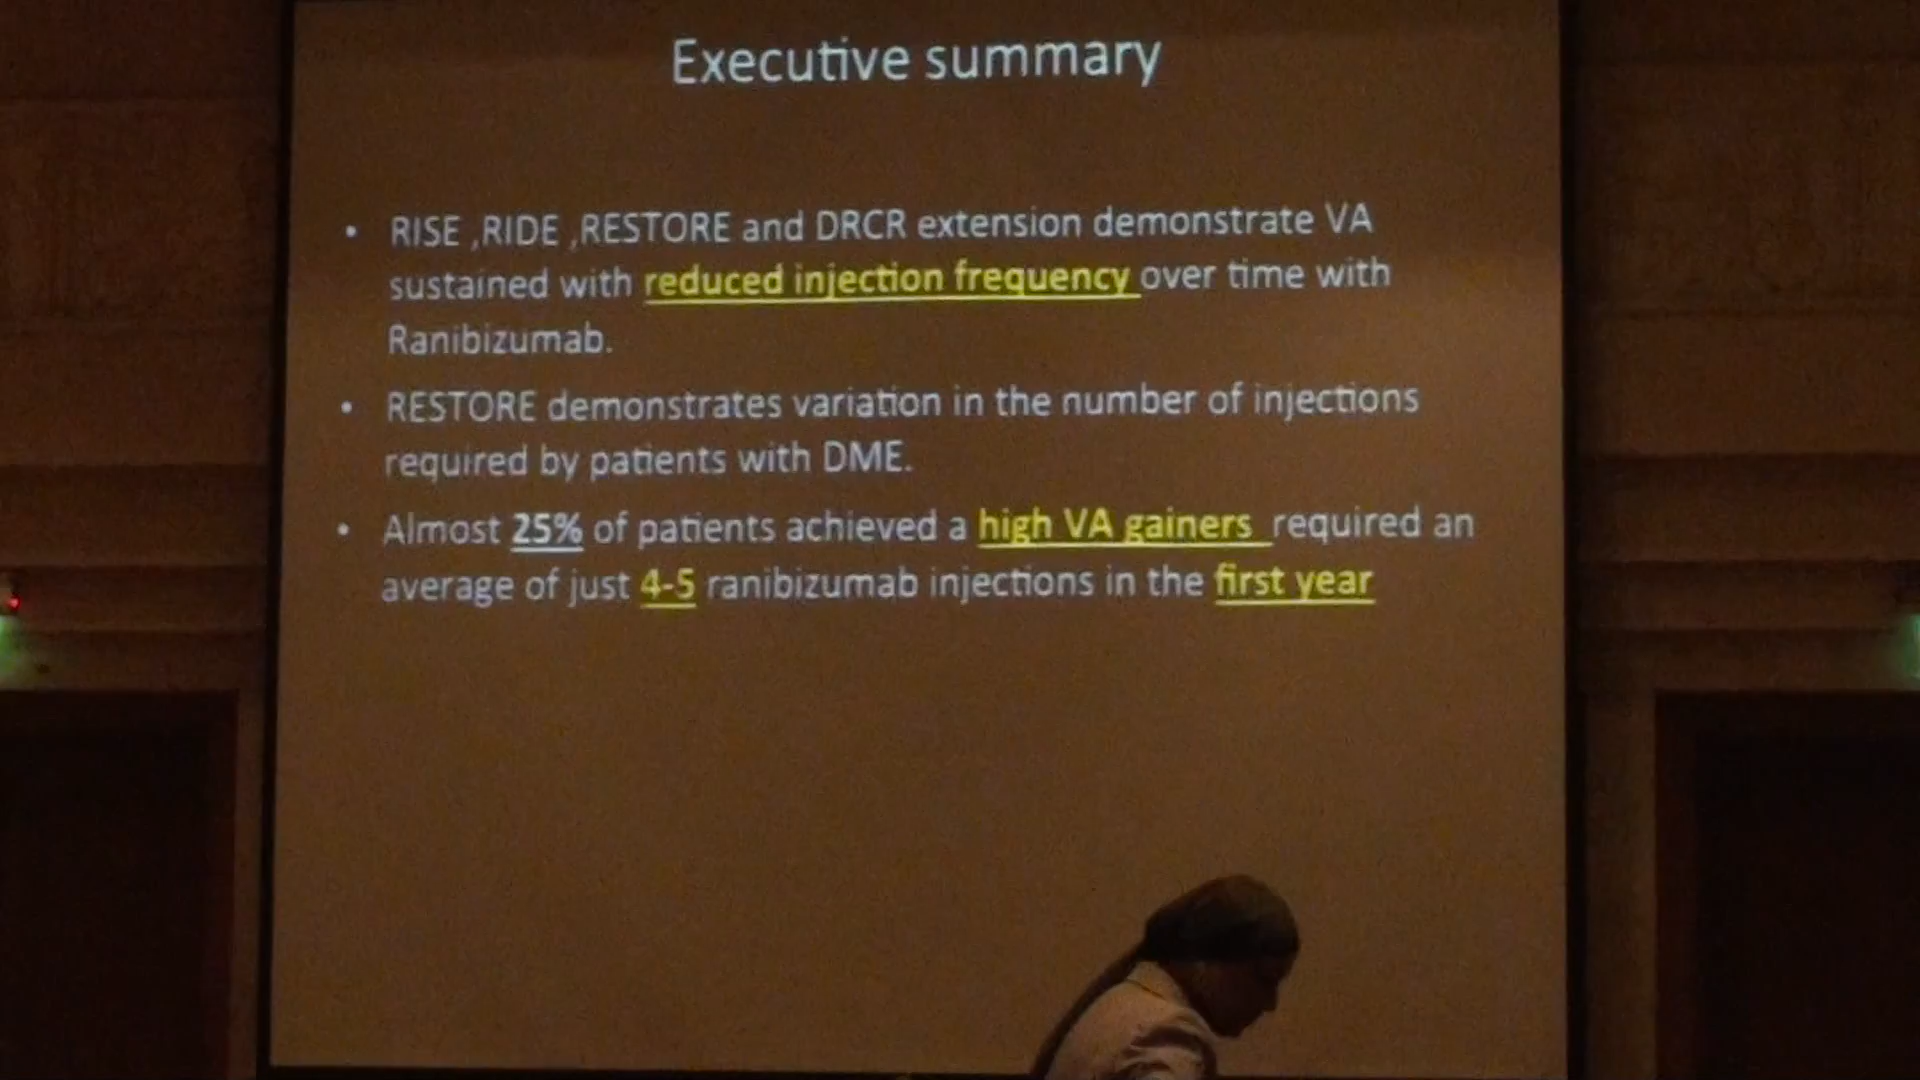 Executive summary
• RISE ,RIDE ,RESTORE and DRCR extension demonstrate VA
sustained with reduced injection frequency over time with
Ranibizumab.
• RESTORE demonstrates variation in the number of injections
required by patients with DME.
• Almost 25% of patients achieved a high VA gainers required an
average of just 4-5 ranibizumab injections in the first year